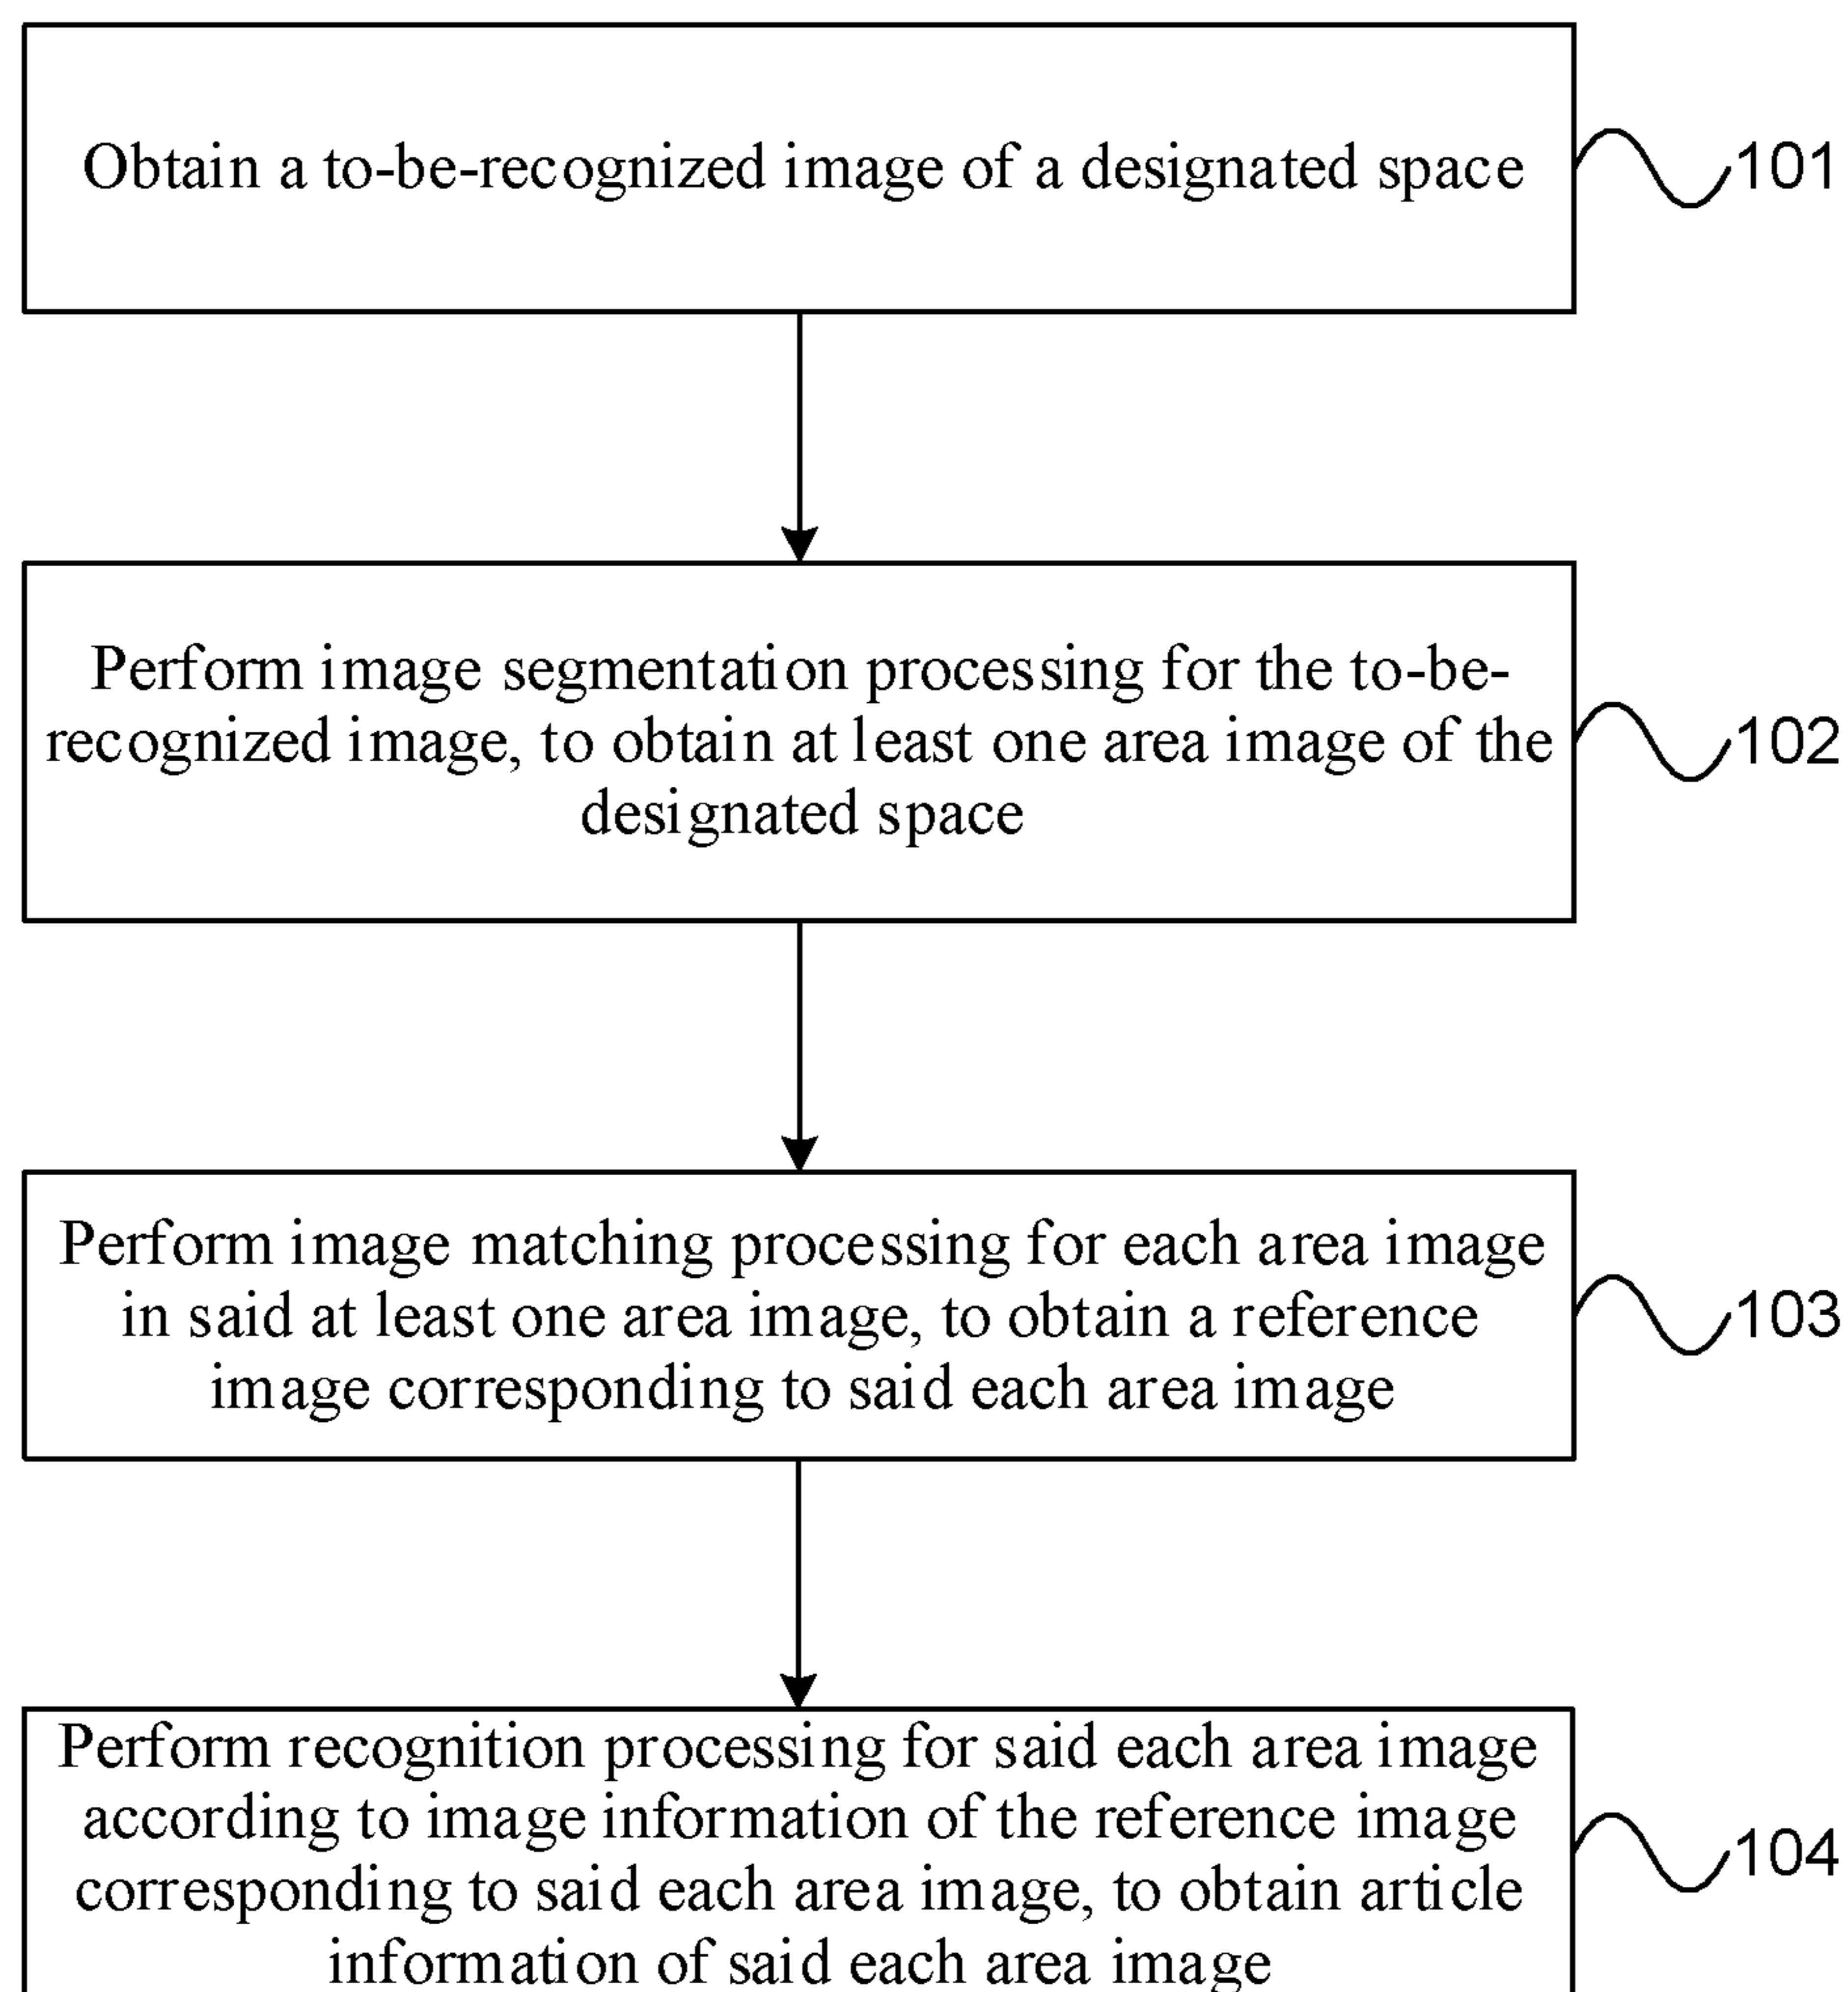 Obtain a to-be-recognized image of a designated space
101
Perform image segmentation processing for the to-be-
recognized image, to obtain at least one area image of the
designated space
102
Perform image matching processing for each area image
in said at least one area image, to obtain a reference
image corresponding to said each area image
103
Perform recognition processing for said each area image
according to image information of the reference image
corresponding to said each area image, to obtain article
information of said each area image
104